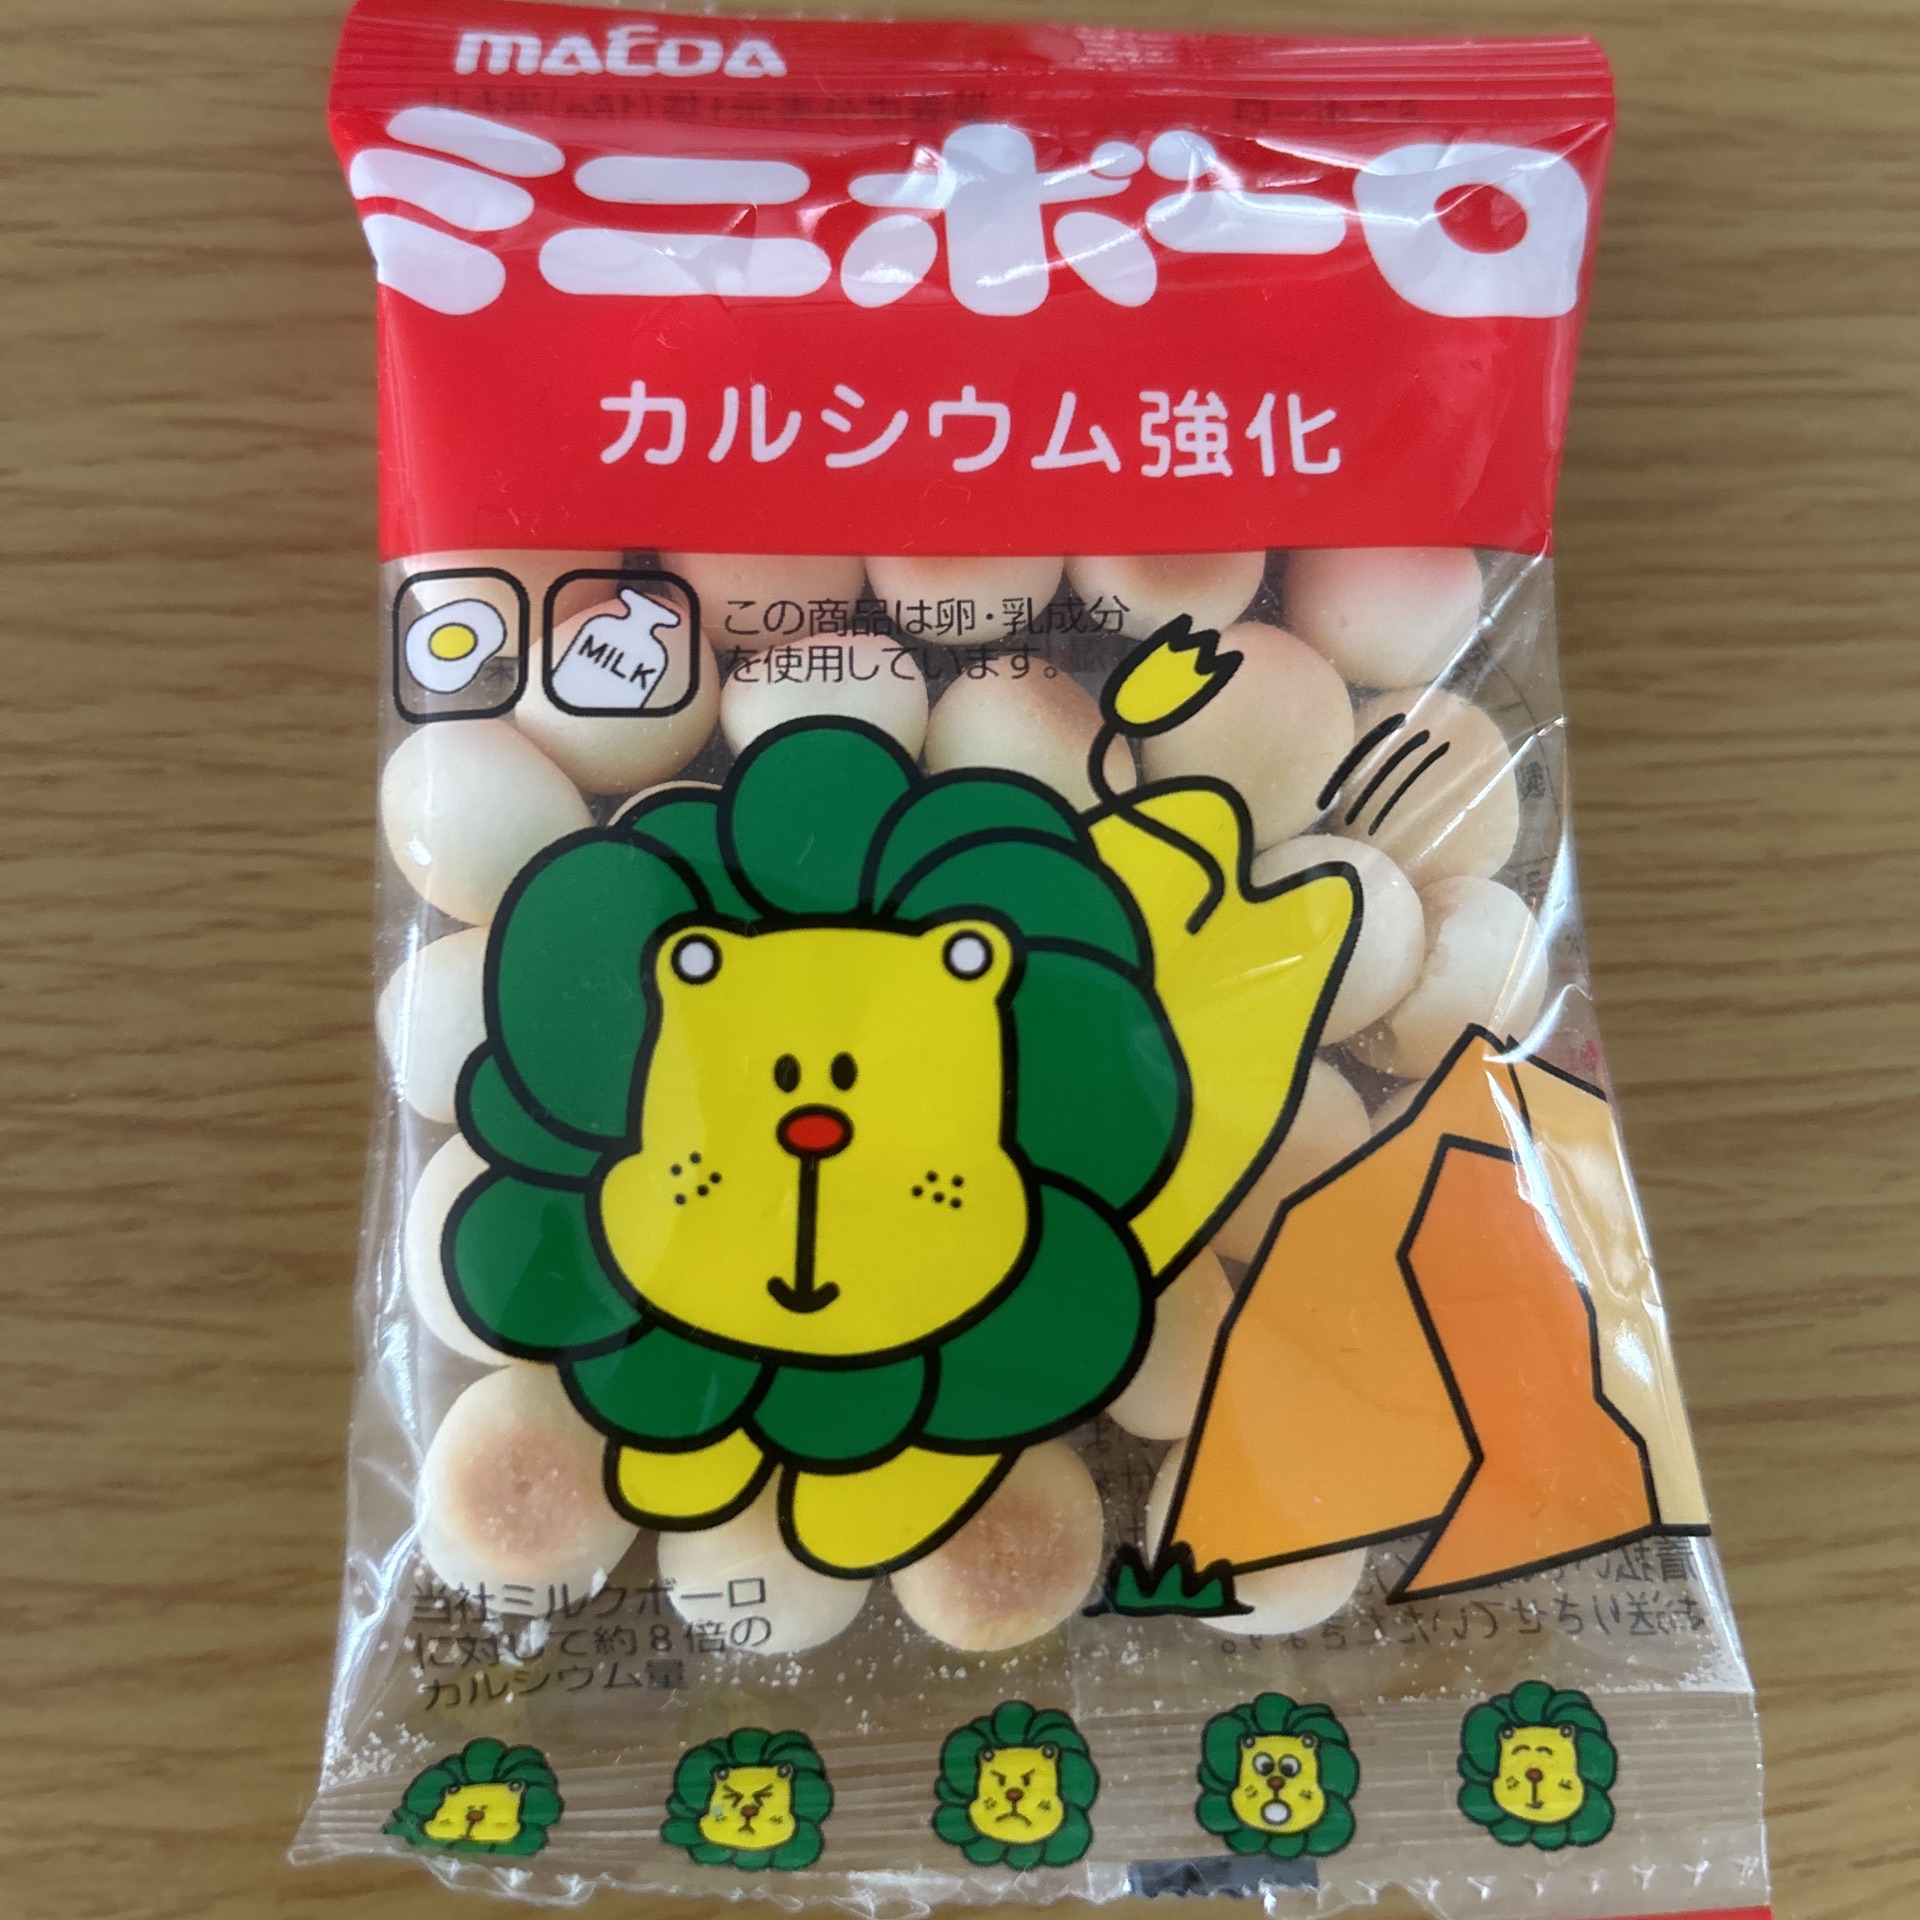 MAEDA
ミニボーロ
カルシウム強化
MILK
この商品は卵・乳成分
を使用しています。
当社ミルクボーロ
に対して約8倍の
カルシウム量